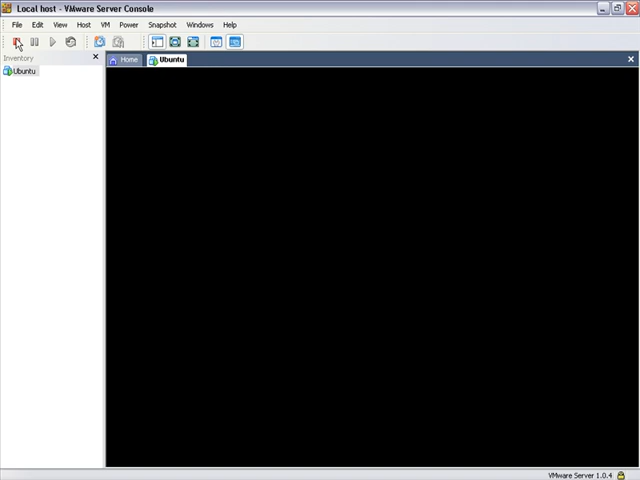 Local host - VMware Server Console
File Edit View Host VM Power Snapshot Windows Help
Inventory
Home Ubuntu
Ubuntu
VMware Server 1.0.4